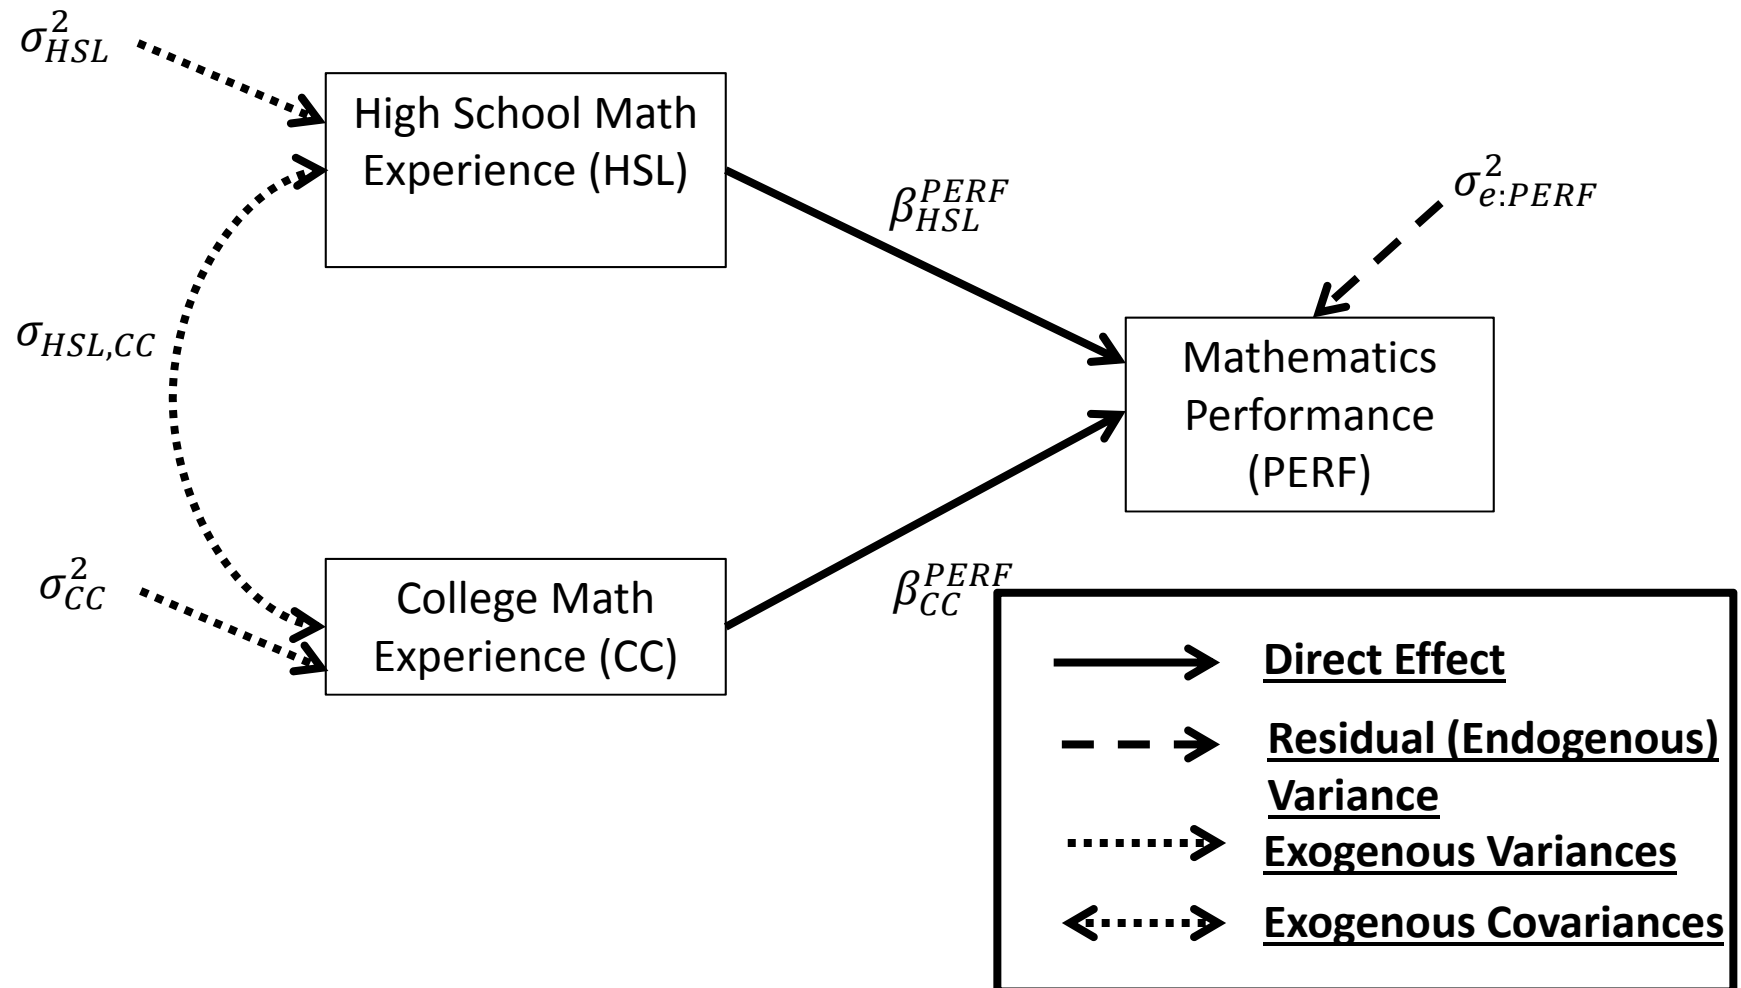 σ²_HSL
High School Math
Experience (HSL)
β^PERF_HSL
σ²_e:PERF
σ_HSL,CC
Mathematics
Performance
(PERF)
σ²_CC
College Math
Experience (CC)
β^PERF_CC
Direct Effect
Residual (Endogenous)
Variance
Exogenous Variances
Exogenous Covariances